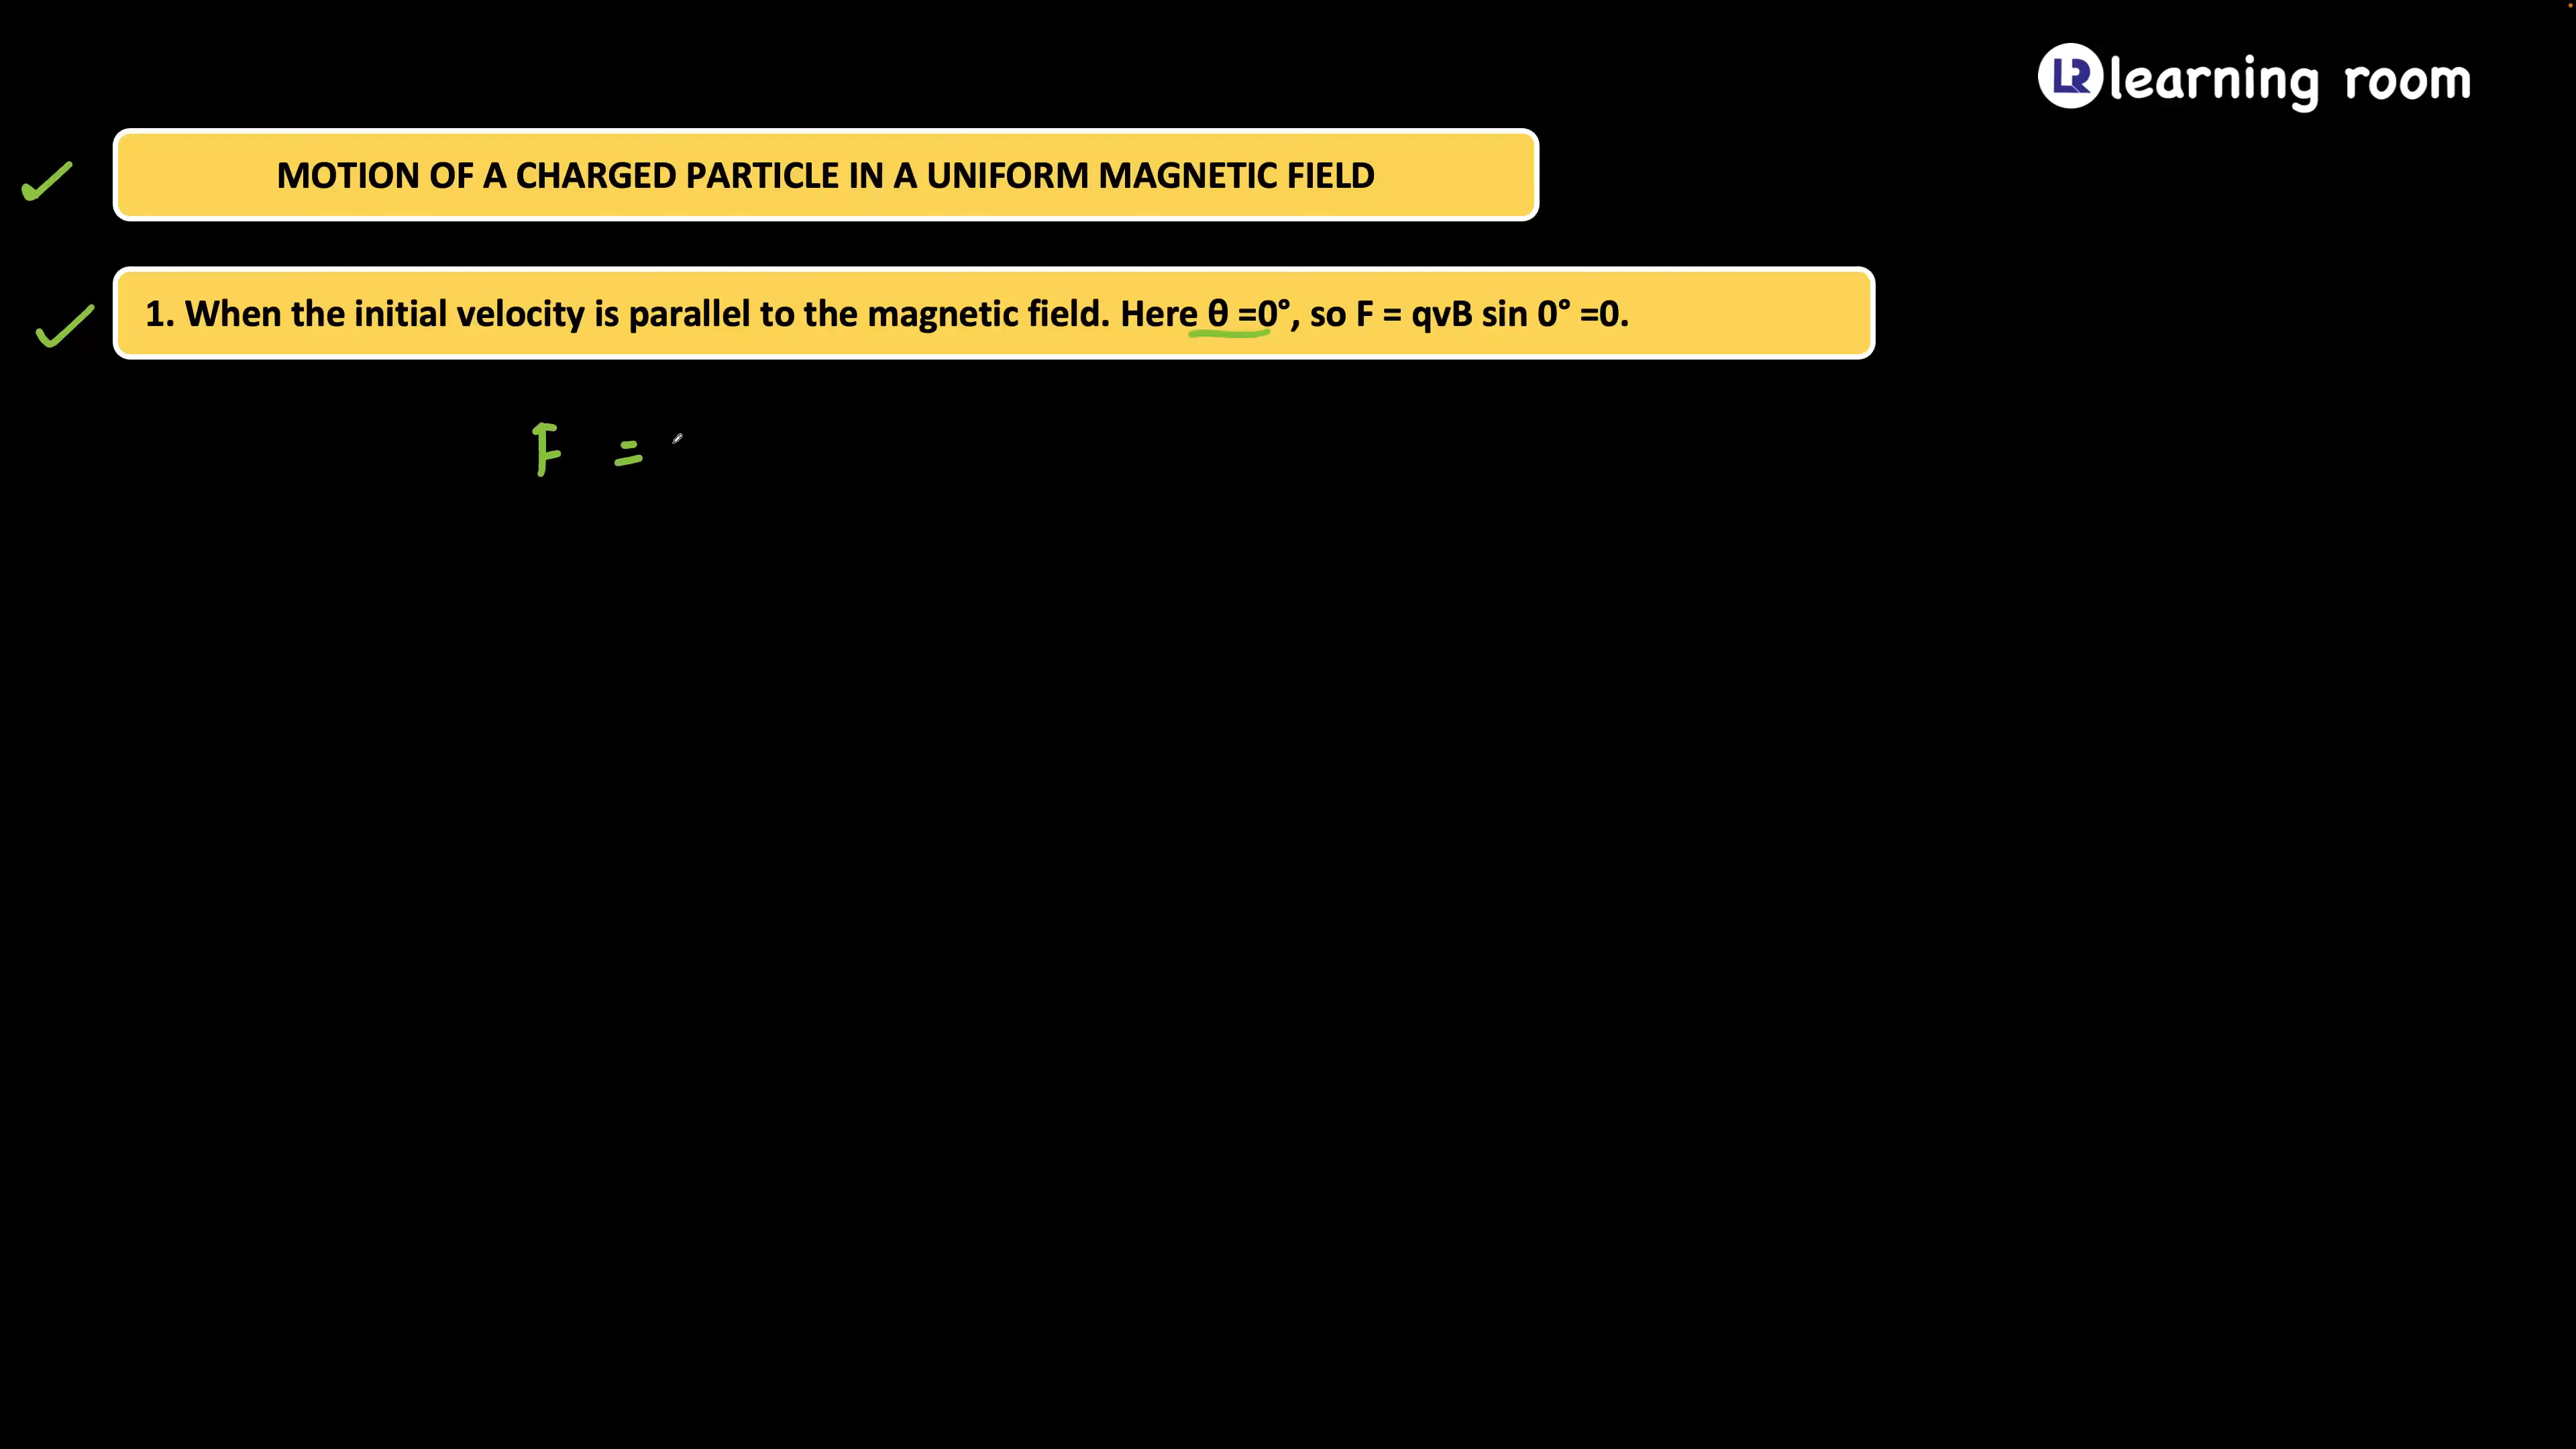 LR learning room
MOTION OF A CHARGED PARTICLE IN A UNIFORM MAGNETIC FIELD
1. When the initial velocity is parallel to the magnetic field. Here θ =0°, so F = qvB sin 0° =0.
F =